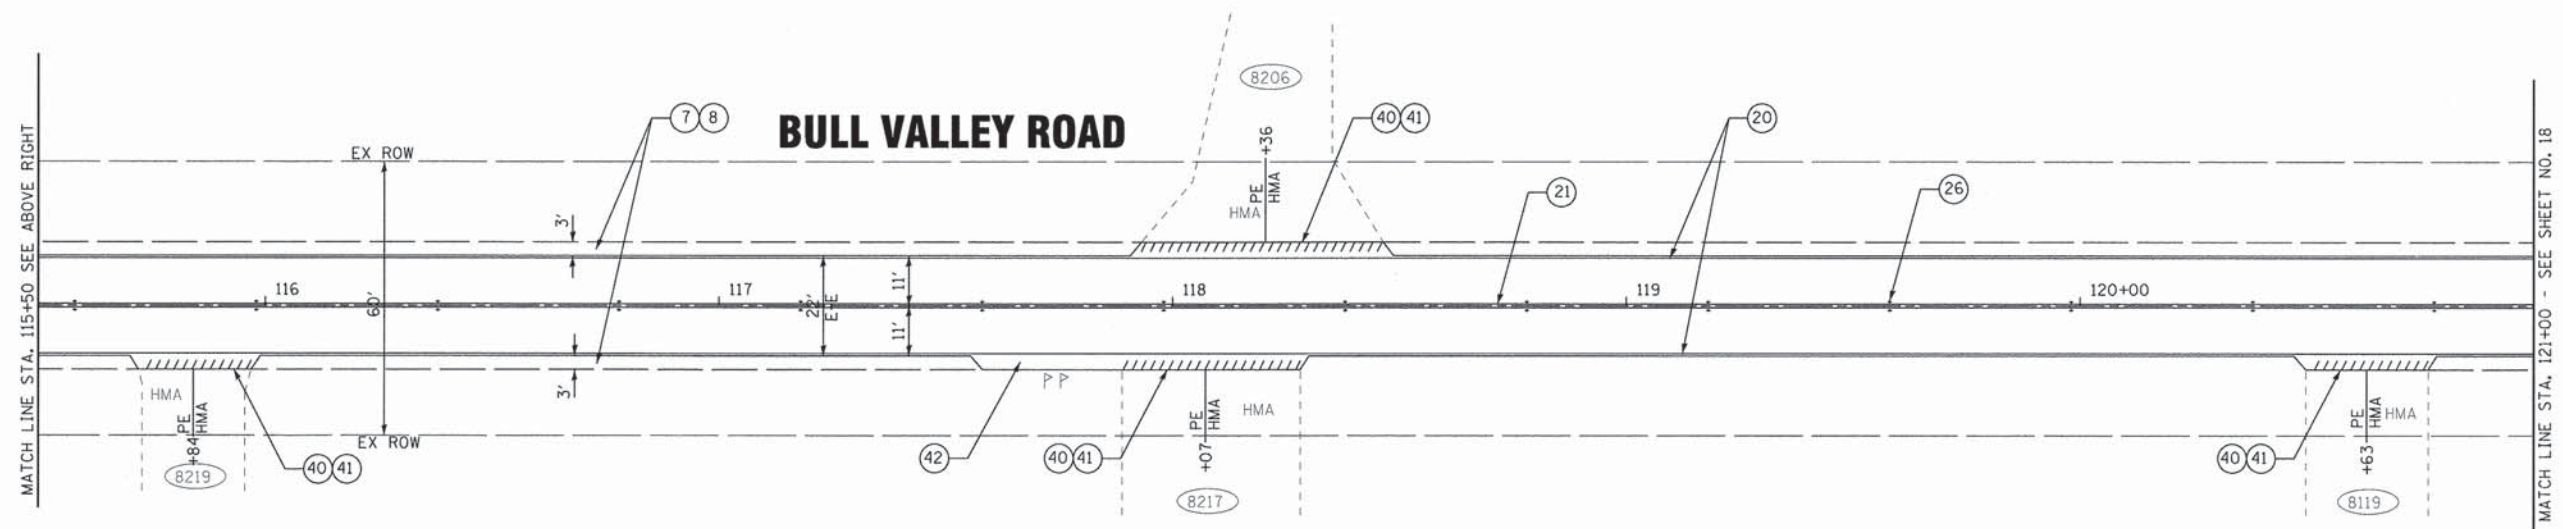 MATCH LINE STA. 115+50 SEE ABOVE RIGHT
BULL VALLEY ROAD
8206
7 8
40 41
20
+36
PE
HMA
HMA
EX ROW
21
26
3'
116
117
118
119
120+00
60'
22'
E-E
11'
11'
3'
HMA
PE
HMA
+84
8219
40 41
EX ROW
PP
42
40 41
PE
HMA
+07
HMA
8217
40 41
PE
HMA
+63
HMA
8119
MATCH LINE STA. 121+00 - SEE SHEET NO. 18